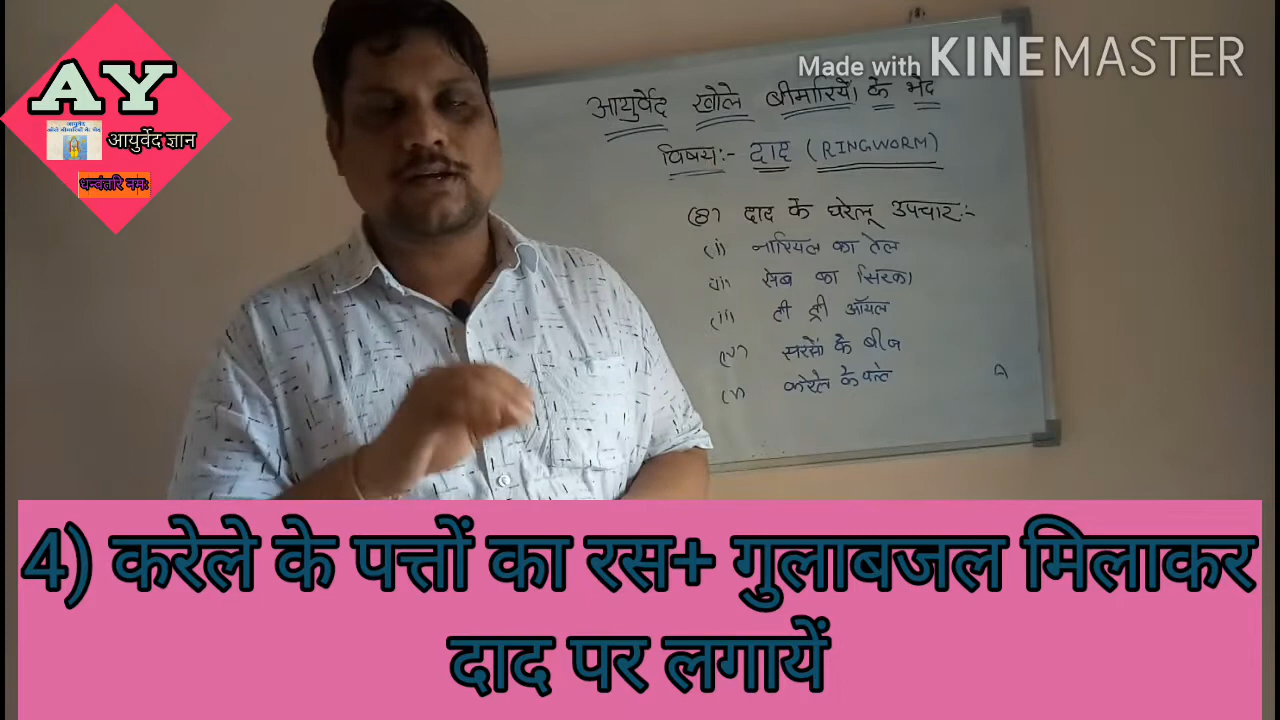 AY
आयुर्वेद
खोले बीमारियों के भेद
आयुर्वेद ज्ञान
धन्वंतरि नमः
Made with KINEMASTER
आयुर्वेद खोले बीमारियों के भेद
विषय:- दाद (RINGWORM)
(8) दाद के घरेलू उपचार:-
(i) नारियल का तेल
(ii) सेब का सिरका
(iii) टी ट्री ऑयल
(iv) सरसों के बीज
(v) करेले के पत्ते
A
4) करेले के पत्तों का रस+ गुलाबजल मिलाकर
दाद पर लगायें